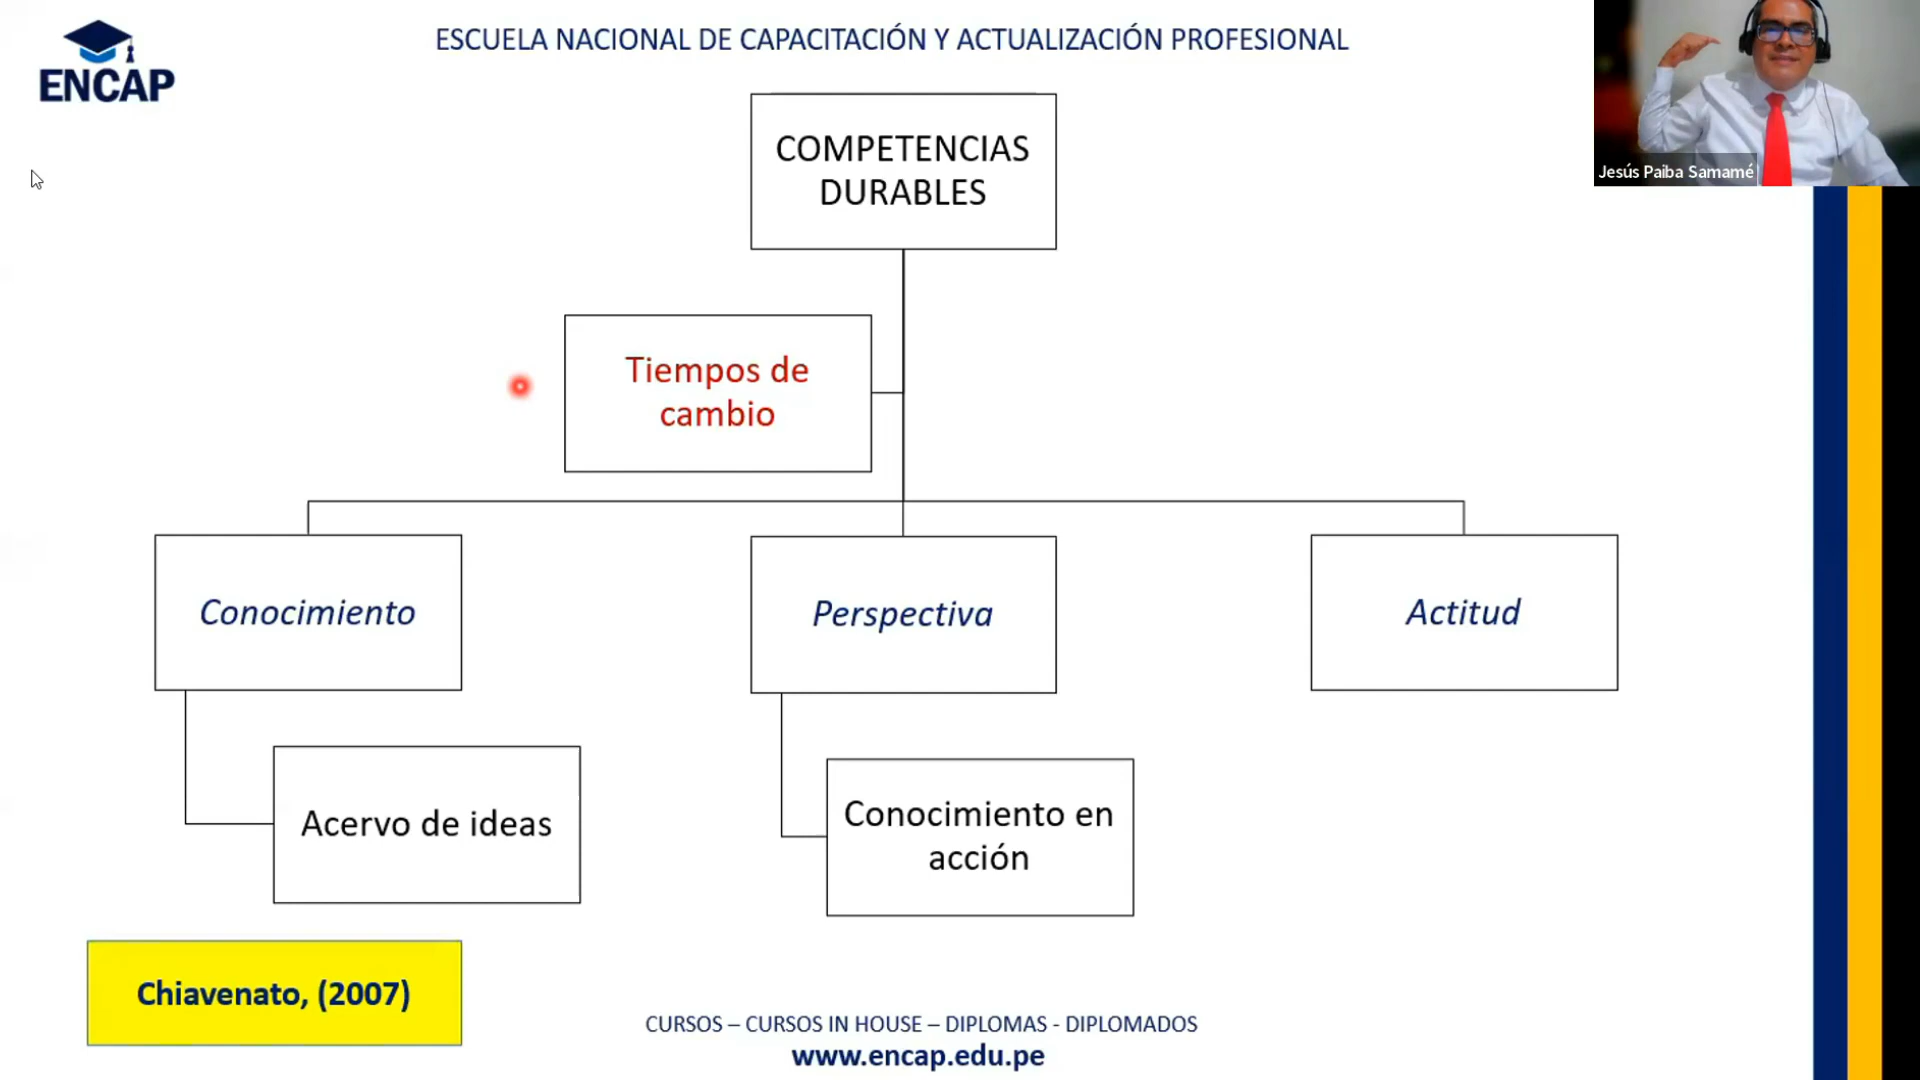 ENCAP
ESCUELA NACIONAL DE CAPACITACIÓN Y ACTUALIZACIÓN PROFESIONAL
Jesús Paiba Samamé
COMPETENCIAS
DURABLES
Tiempos de
cambio
Conocimiento
Perspectiva
Actitud
Acervo de ideas
Conocimiento en
acción
Chiavenato, (2007)
CURSOS – CURSOS IN HOUSE – DIPLOMAS - DIPLOMADOS
www.encap.edu.pe